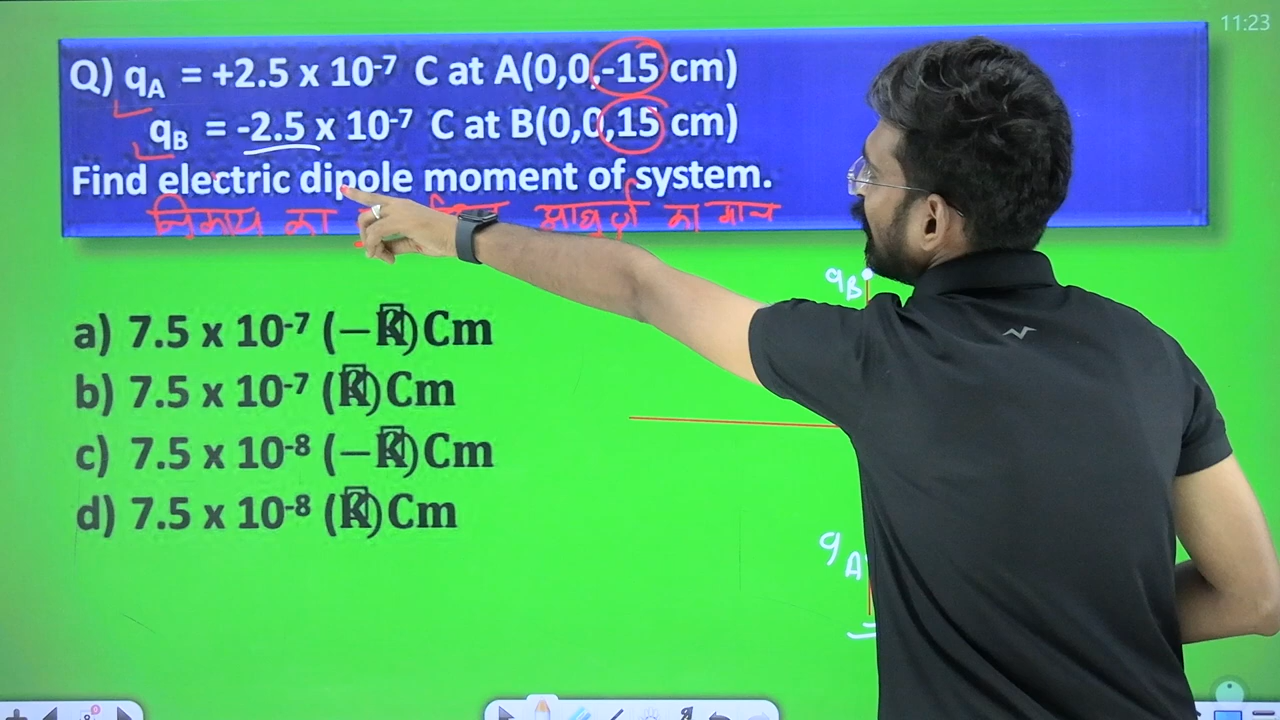 11:23
Q) qA = +2.5 x 10⁻⁷ C at A(0,0,-15 cm)
qB = -2.5 x 10⁻⁷ C at B(0,0,15 cm)
Find electric dipole moment of system.
निकाय का आघूर्ण का मान
a) 7.5 x 10⁻⁷ (−K̂)Cm
b) 7.5 x 10⁻⁷ (K̂)Cm
c) 7.5 x 10⁻⁸ (−K̂)Cm
d) 7.5 x 10⁻⁸ (K̂)Cm
qB
qA